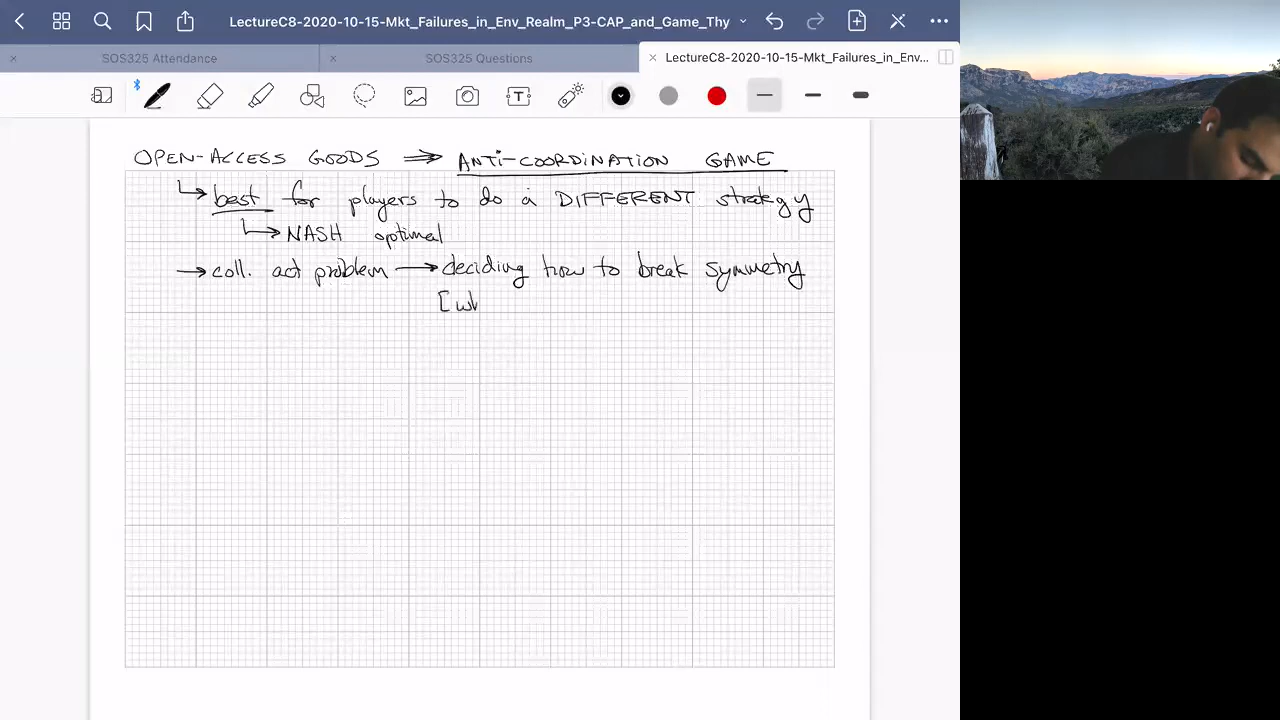 LectureC8-2020-10-15-Mkt_Failures_in_Env_Realm_P3-CAP_and_Game_Thy
SOS325 Attendance
SOS325 Questions
LectureC8-2020-10-15-Mkt_Failures_in_Env...
T
OPEN-ACCESS GOODS ⇒ ANTI-COORDINATION GAME
↳ best for players to do a DIFFERENT strategy
↳ NASH optimal
→ coll. act problem → deciding how to break symmetry
[wh